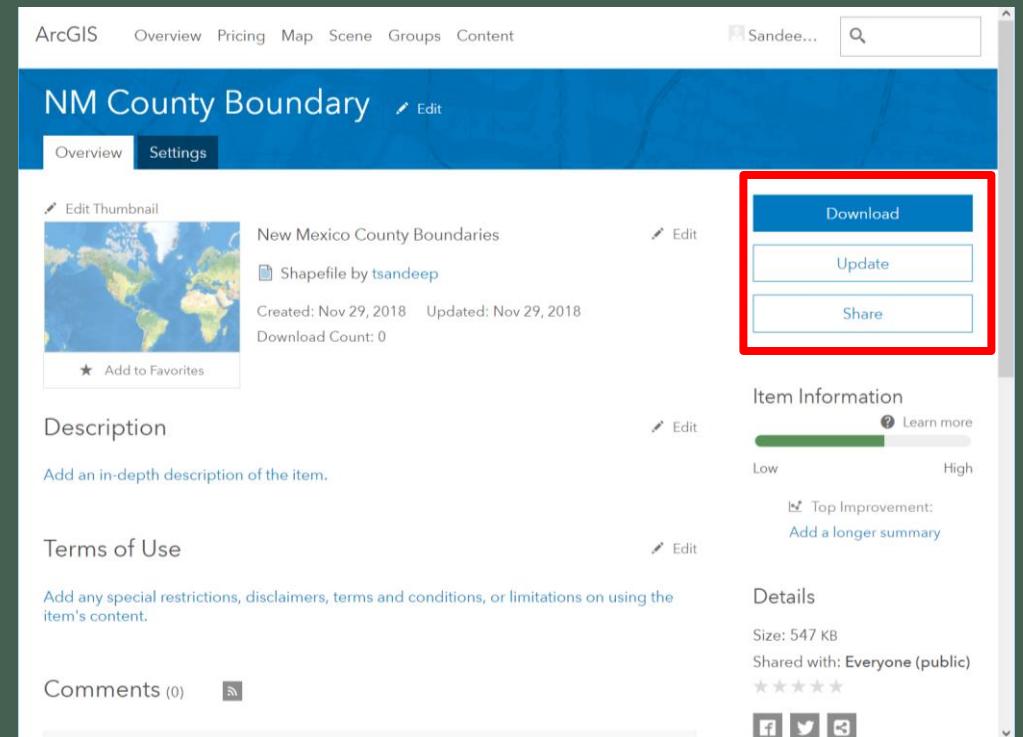 ArcGIS Overview Pricing Map Scene Groups Content Sandee...
NM County Boundary Edit
Overview Settings
Edit Thumbnail
New Mexico County Boundaries Edit
Shapefile by tsandeep
Created: Nov 29, 2018 Updated: Nov 29, 2018
Download Count: 0
Add to Favorites
Download
Update
Share
Description Edit
Add an in-depth description of the item.
Item Information
Learn more
Low High
Top Improvement:
Add a longer summary
Terms of Use Edit
Add any special restrictions, disclaimers, terms and conditions, or limitations on using the
item's content.
Details
Size: 547 KB
Shared with: Everyone (public)
Comments (0)